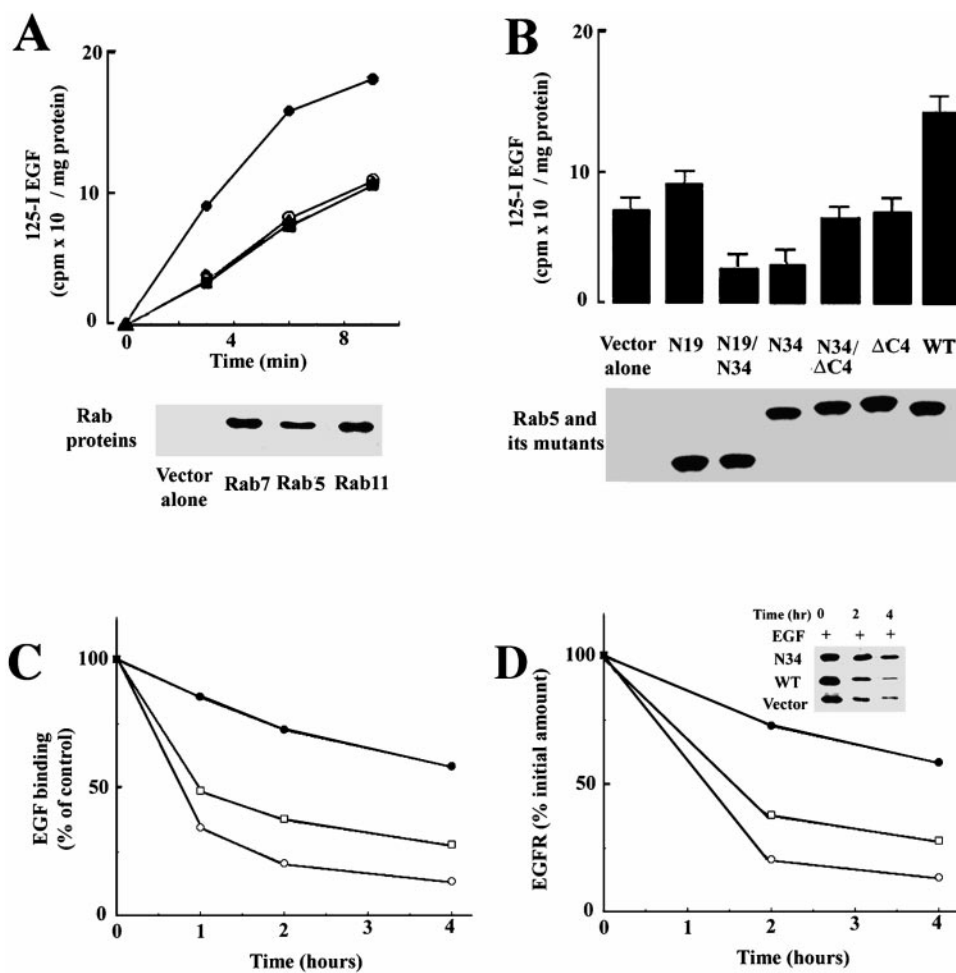 A
20
10
0
125-I EGF
(cpm x 10 / mg protein)
0 4 8
Time (min)
Rab
proteins
Vector
alone
Rab7 Rab5 Rab11
B
20
10
0
125-I EGF
(cpm x 10 / mg protein)
Vector
alone
N19
N19/
N34
N34
N34/
ΔC4
ΔC4
WT
Rab5 and
its mutants
C
100
50
0
EGF binding
(% of control)
0 1 2 3 4
Time (hours)
D
100
50
0
EGFR (% initial amount)
0 1 2 3 4
Time (hours)
Time (hr) 0 2 4
EGF + + +
N34
WT
Vector